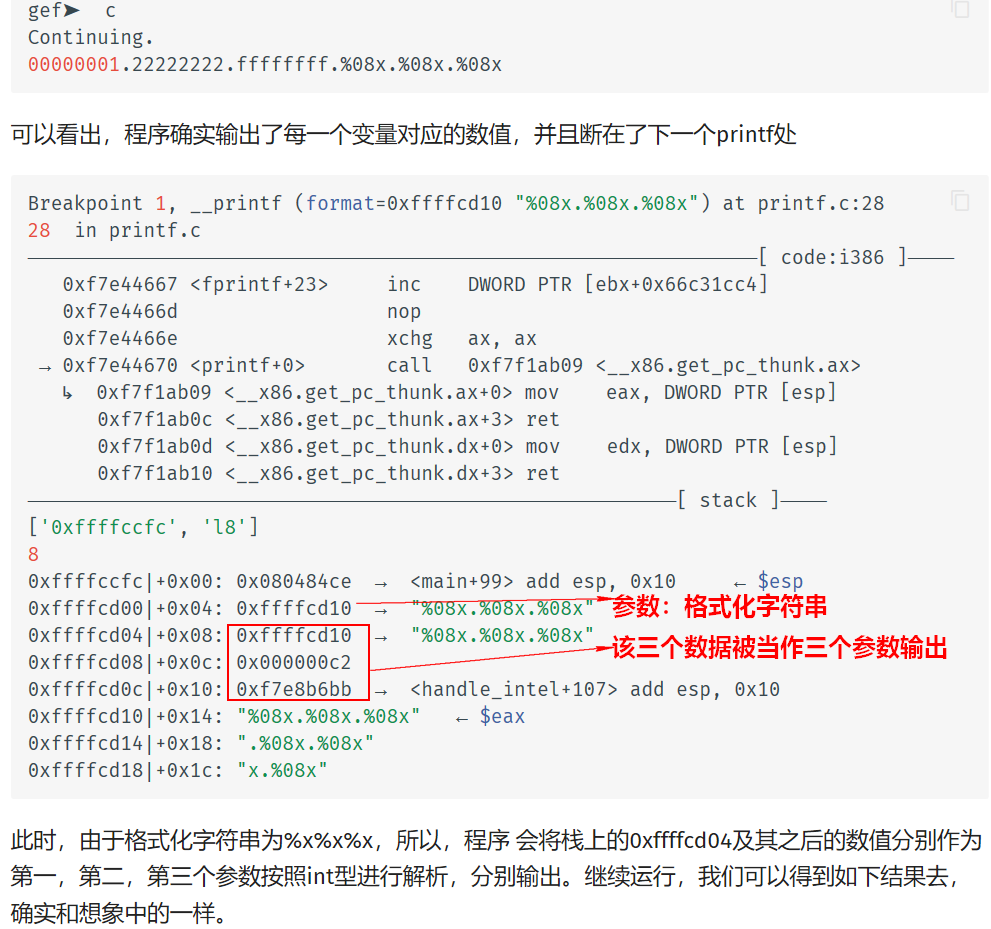 gef➤  c
Continuing.
00000001.22222222.ffffffff.%08x.%08x.%08x
可以看出，程序确实输出了每一个变量对应的数值，并且断在了下一个printf处
Breakpoint 1, __printf (format=0xffffcd10 "%08x.%08x.%08x") at printf.c:28
28  in printf.c
[ code:i386 ]
0xf7e44667 <fprintf+23>     inc    DWORD PTR [ebx+0x66c31cc4]
0xf7e4466d                  nop
0xf7e4466e                  xchg   ax, ax
→ 0xf7e44670 <printf+0>       call   0xf7f1ab09 <__x86.get_pc_thunk.ax>
↳  0xf7f1ab09 <__x86.get_pc_thunk.ax+0> mov    eax, DWORD PTR [esp]
0xf7f1ab0c <__x86.get_pc_thunk.ax+3> ret
0xf7f1ab0d <__x86.get_pc_thunk.dx+0> mov    edx, DWORD PTR [esp]
0xf7f1ab10 <__x86.get_pc_thunk.dx+3> ret
[ stack ]
['0xffffccfc', 'l8']
8
0xffffccfc|+0x00: 0x080484ce  →  <main+99> add esp, 0x10     ← $esp
0xffffcd00|+0x04: 0xffffcd10  →  "%08x.%08x.%08x" 参数：格式化字符串
0xffffcd04|+0x08: 0xffffcd10  →  "%08x.%08x.%08x" 该三个数据被当作三个参数输出
0xffffcd08|+0x0c: 0x000000c2
0xffffcd0c|+0x10: 0xf7e8b6bb  →  <handle_intel+107> add esp, 0x10
0xffffcd10|+0x14: "%08x.%08x.%08x"   ← $eax
0xffffcd14|+0x18: ".%08x.%08x"
0xffffcd18|+0x1c: "x.%08x"
此时，由于格式化字符串为%x%x%x，所以，程序 会将栈上的0xffffcd04及其之后的数值分别作为
第一，第二，第三个参数按照int型进行解析，分别输出。继续运行，我们可以得到如下结果去，
确实和想象中的一样。